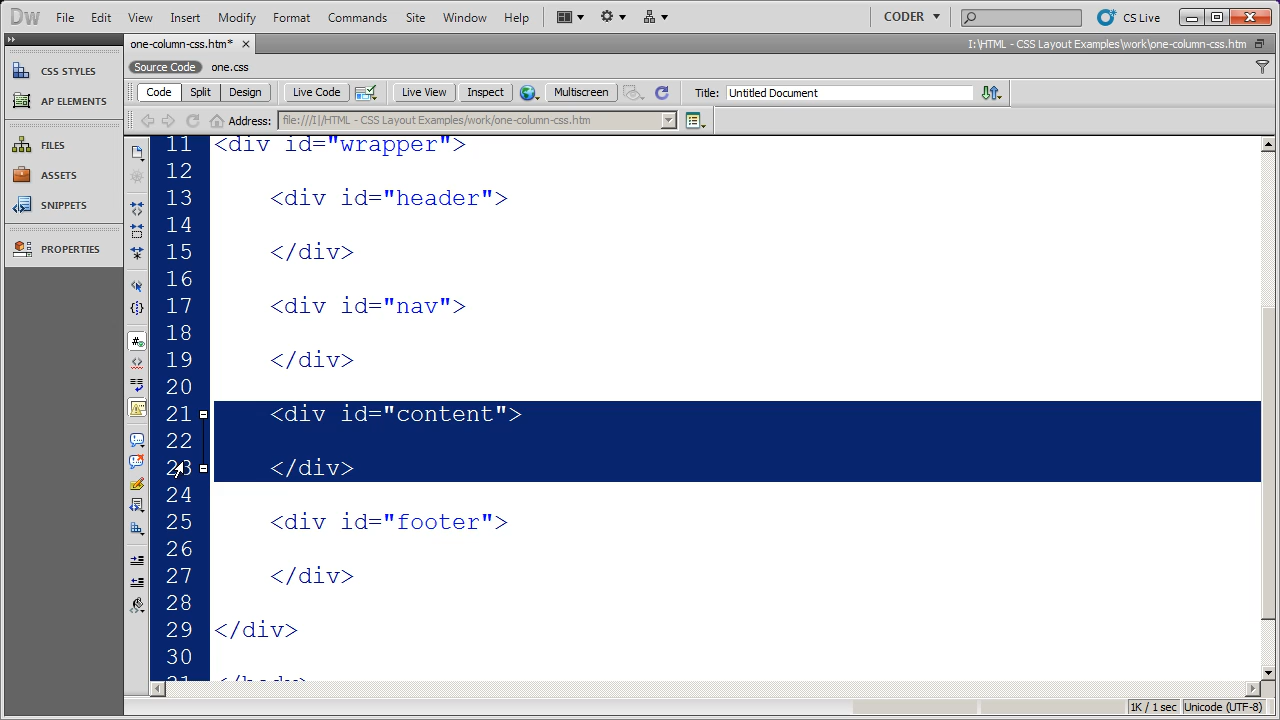 Dw File Edit View Insert Modify Format Commands Site Window Help CODER CS Live
one-column-css.htm* I:\HTML - CSS Layout Examples\work\one-column-css.htm
Source Code one.css
Code Split Design Live Code Live View Inspect Multiscreen Title: Untitled Document
Address: file:///I|/HTML - CSS Layout Examples/work/one-column-css.htm
CSS STYLES
AP ELEMENTS
FILES
ASSETS
SNIPPETS
PROPERTIES
11 <div id="wrapper">
12
13 <div id="header">
14
15 </div>
16
17 <div id="nav">
18
19 </div>
20
21 <div id="content">
22
23 </div>
24
25 <div id="footer">
26
27 </div>
28
29 </div>
30
31 </body>
1K / 1 sec Unicode (UTF-8)